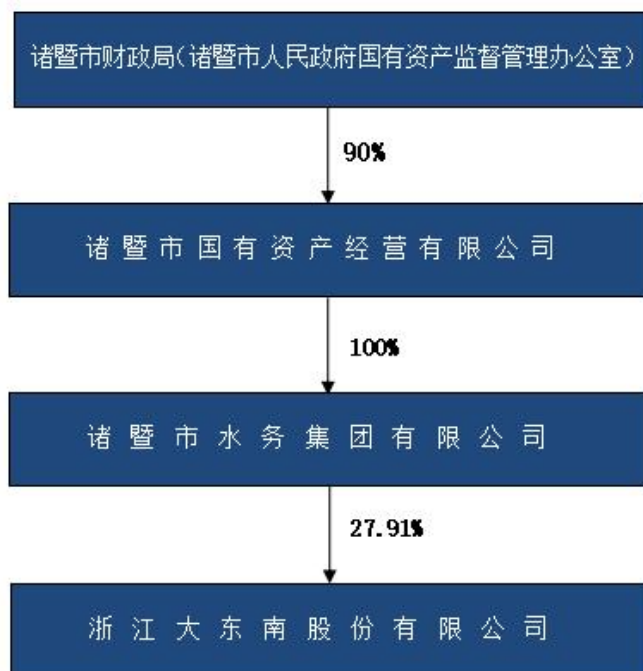 诸暨市财政局（诸暨市人民政府国有资产监督管理办公室）
90%
诸暨市国有资产经营有限公司
100%
诸暨市水务集团有限公司
27.91%
浙江大东南股份有限公司